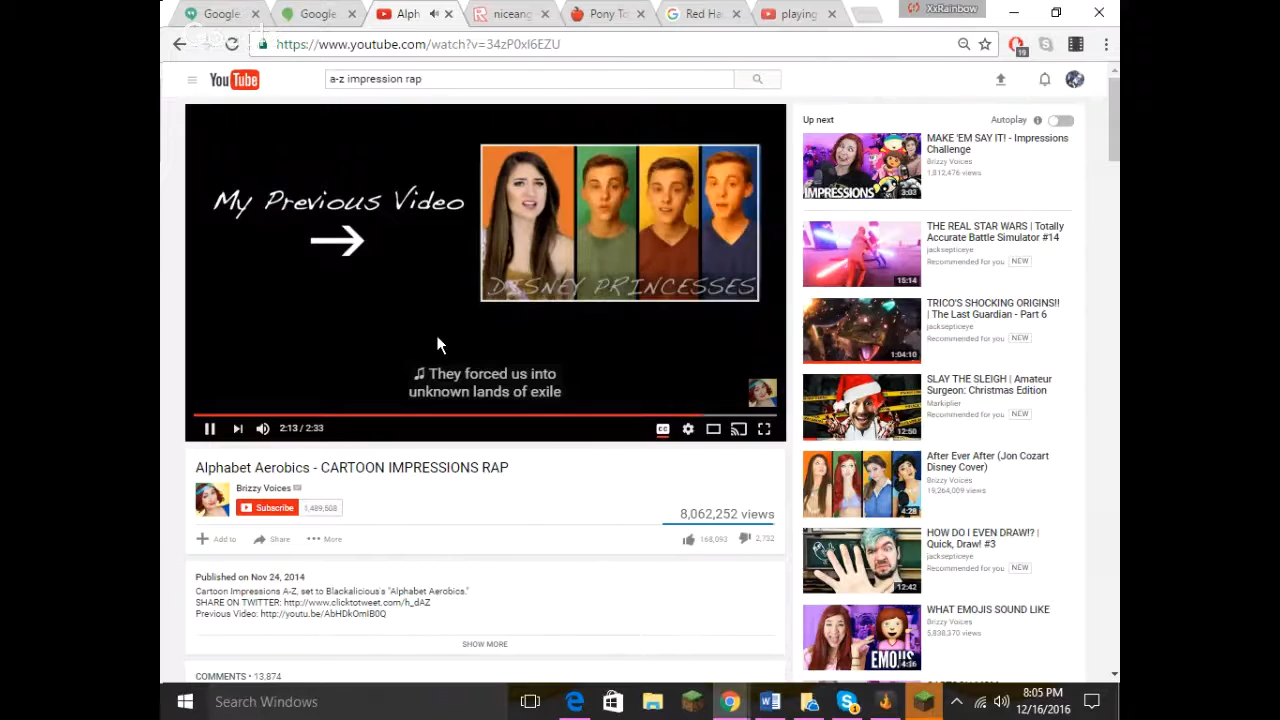 Google
Google
Alph
niceang
Pony T
Red Ha
playing
XxRainbow
https://www.youtube.com/watch?v=34zP0xI6EZU
19
YouTube
a-z impression rap
My Previous Video
DISNEY PRINCESSES
♫ They forced us into
unknown lands of exile
2:13 / 2:33
CC
Alphabet Aerobics - CARTOON IMPRESSIONS RAP
Brizzy Voices
Subscribe 1,489,508
8,062,252 views
Add to Share More
168,093 2,732
Published on Nov 24, 2014
Cartoon Impressions A-Z, set to Blackalicious's "Alphabet Aerobics."
SHARE ON TWITTER: http://www.clicktotweet.com/h_dAZ
Previous Video: http://youtu.be/AbHDkOmIB0Q
SHOW MORE
COMMENTS • 13,874
Up next Autoplay
IMPRESSIONS
3:03
MAKE 'EM SAY IT! - Impressions
Challenge
Brizzy Voices
1,812,476 views
15:14
THE REAL STAR WARS | Totally
Accurate Battle Simulator #14
jacksepticeye
Recommended for you NEW
1:04:10
TRICO'S SHOCKING ORIGINS!!
| The Last Guardian - Part 6
jacksepticeye
Recommended for you NEW
12:50
SLAY THE SLEIGH | Amateur
Surgeon: Christmas Edition
Markiplier
Recommended for you NEW
4:28
After Ever After (Jon Cozart
Disney Cover)
Brizzy Voices
19,264,009 views
12:42
HOW DO I EVEN DRAW!? |
Quick, Draw! #3
jacksepticeye
Recommended for you NEW
EMOJIS
4:16
WHAT EMOJIS SOUND LIKE
Brizzy Voices
5,838,370 views
Search Windows
8:05 PM
12/16/2016